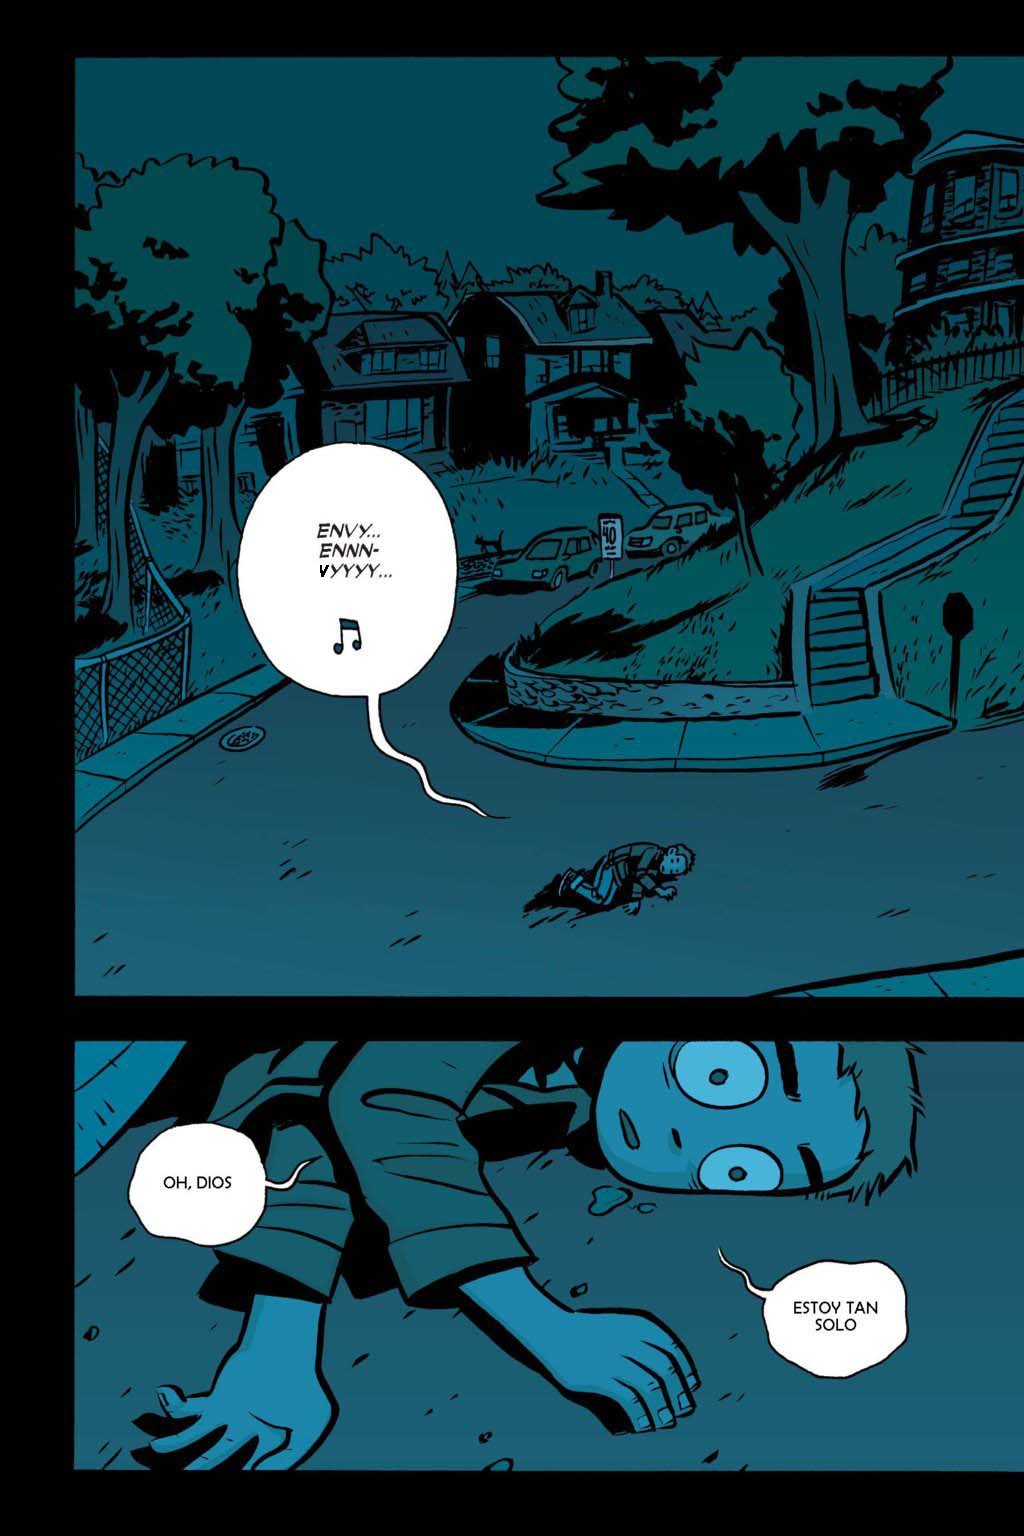 ENVY...
ENNN-
VYYYY...
40
OH, DIOS
ESTOY TAN
SOLO